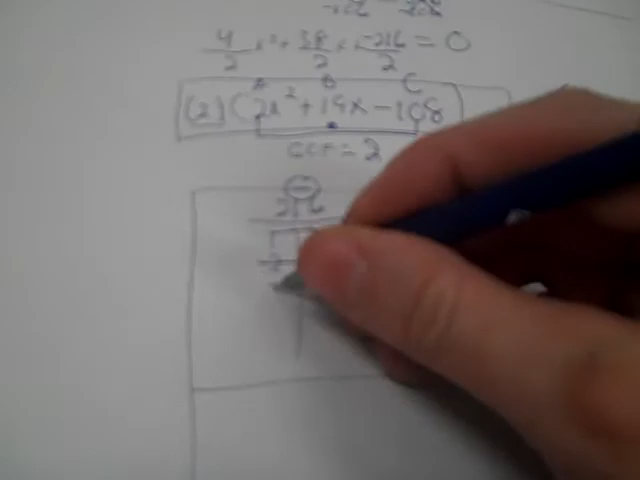 4/2 x² + 38/2 x -216/2 = 0
A B C
(2)(2x² + 19x - 108)
GCF = 2
-
216